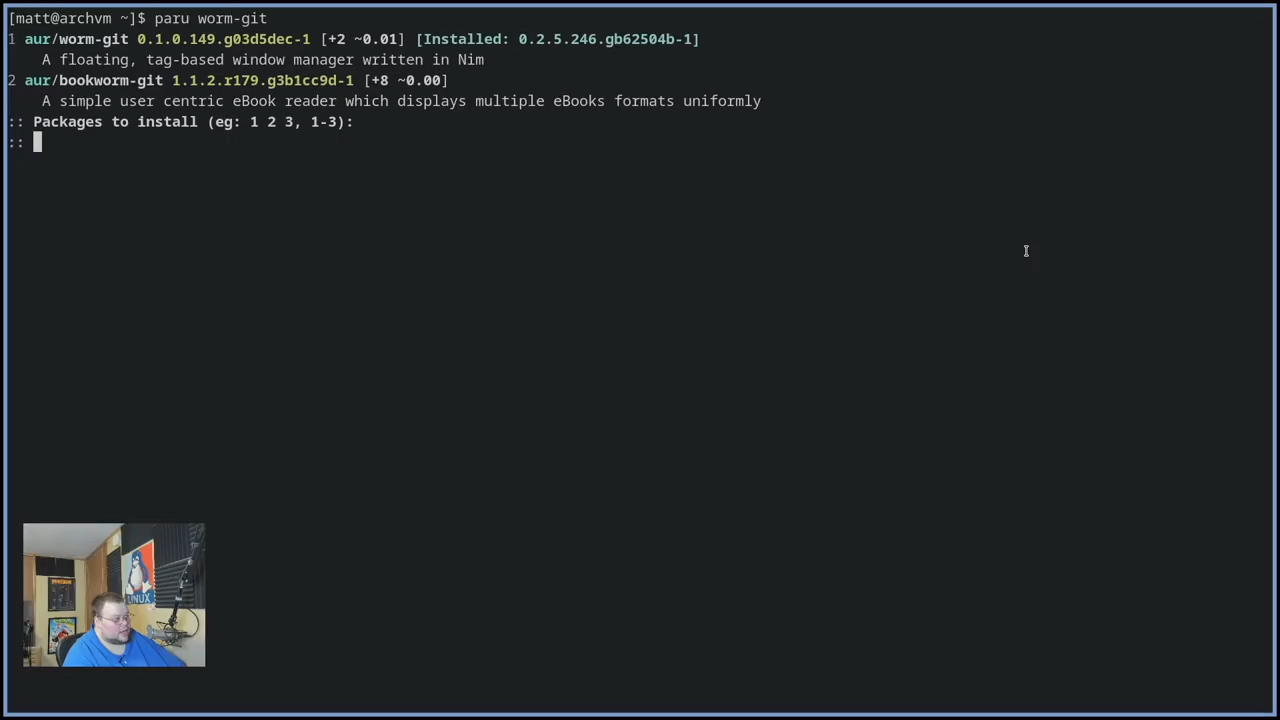 [matt@archvm ~]$ paru worm-git
1 aur/worm-git 0.1.0.149.g03d5dec-1 [+2 ~0.01] [Installed: 0.2.5.246.gb62504b-1]
A floating, tag-based window manager written in Nim
2 aur/bookworm-git 1.1.2.r179.g3b1cc9d-1 [+8 ~0.00]
A simple user centric eBook reader which displays multiple eBooks formats uniformly
:: Packages to install (eg: 1 2 3, 1-3):
::
LINUX